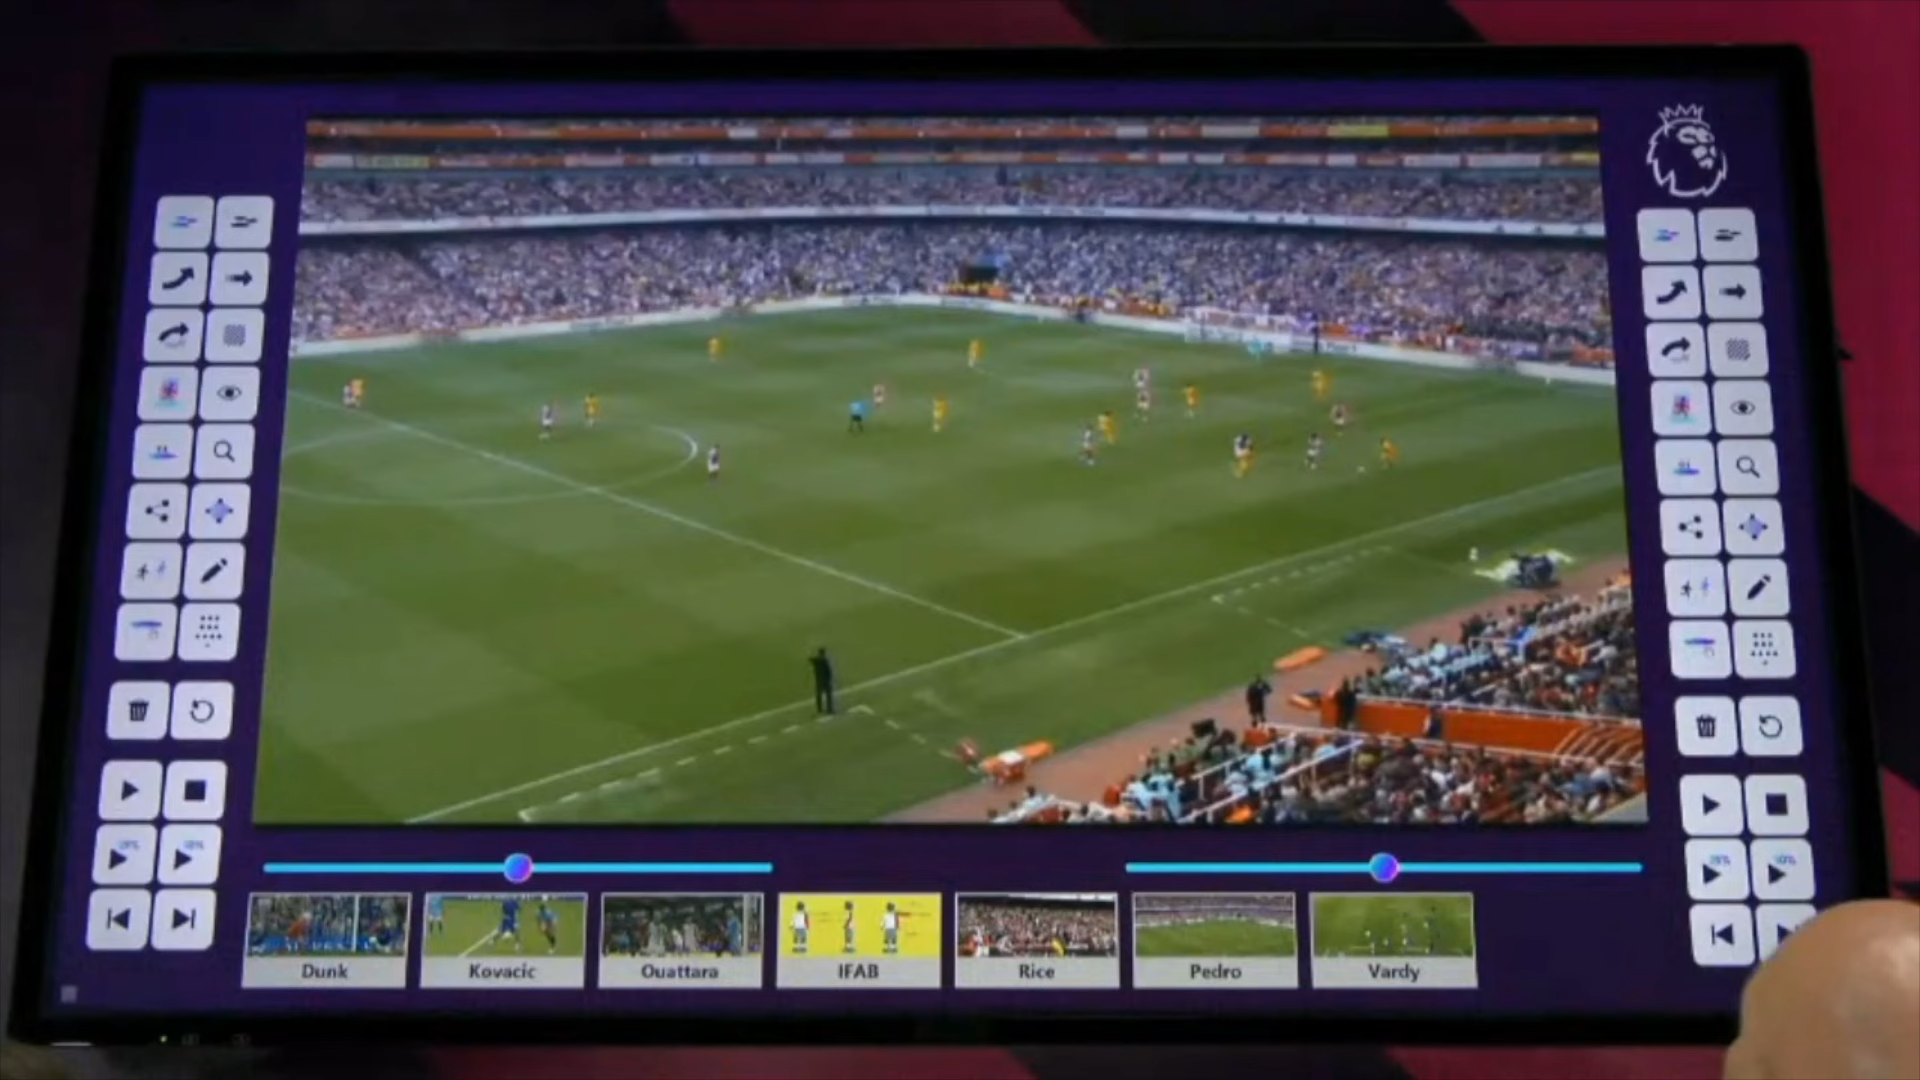 Dunk
Kovacic
Ouattara
IFAB
Rice
Pedro
Vardy